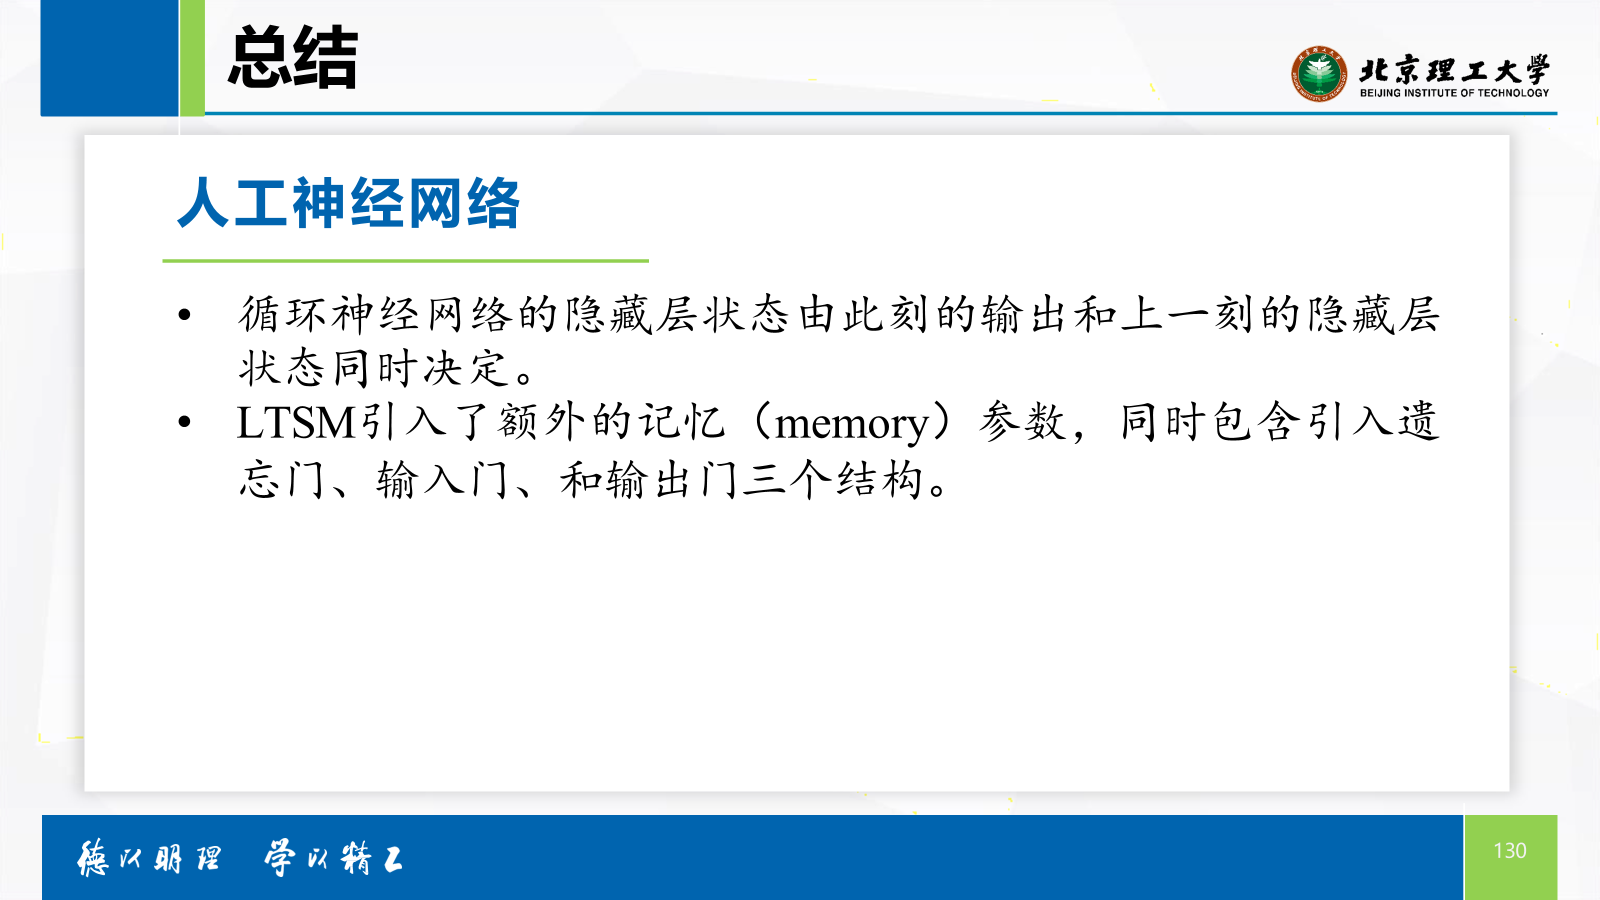 总结
北京理工大学
BEIJING INSTITUTE OF TECHNOLOGY
人工神经网络
• 循环神经网络的隐藏层状态由此刻的输出和上一刻的隐藏层
状态同时决定。
• LTSM引入了额外的记忆（memory）参数，同时包含引入遗
忘门、输入门、和输出门三个结构。
德以明理 学以精工
130